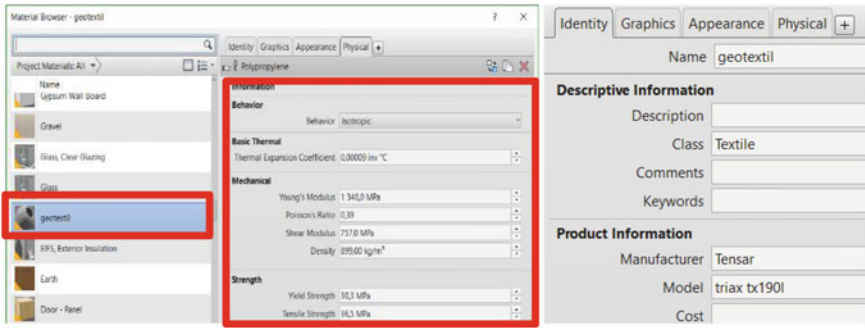 Material Browser - geotextil
? ×
Project Materials: All
Name
Gypsum Wall Board
Gravel
Glass, Clear Glazing
Glass
geotextil
EIFS, Exterior Insulation
Earth
Door - Panel
Identity Graphics Appearance Physical +
Polypropylene
Information
Behavior
Behavior Isotropic
Basic Thermal
Thermal Expansion Coefficient 0,00009 inv °C
Mechanical
Young's Modulus 1 340,0 MPa
Poisson's Ratio 0,39
Shear Modulus 757,0 MPa
Density 899,00 kg/m³
Strength
Yield Strength 30,3 MPa
Tensile Strength 36,5 MPa
Identity Graphics Appearance Physical +
Name geotextil
Descriptive Information
Description
Class Textile
Comments
Keywords
Product Information
Manufacturer Tensar
Model triax tx190l
Cost